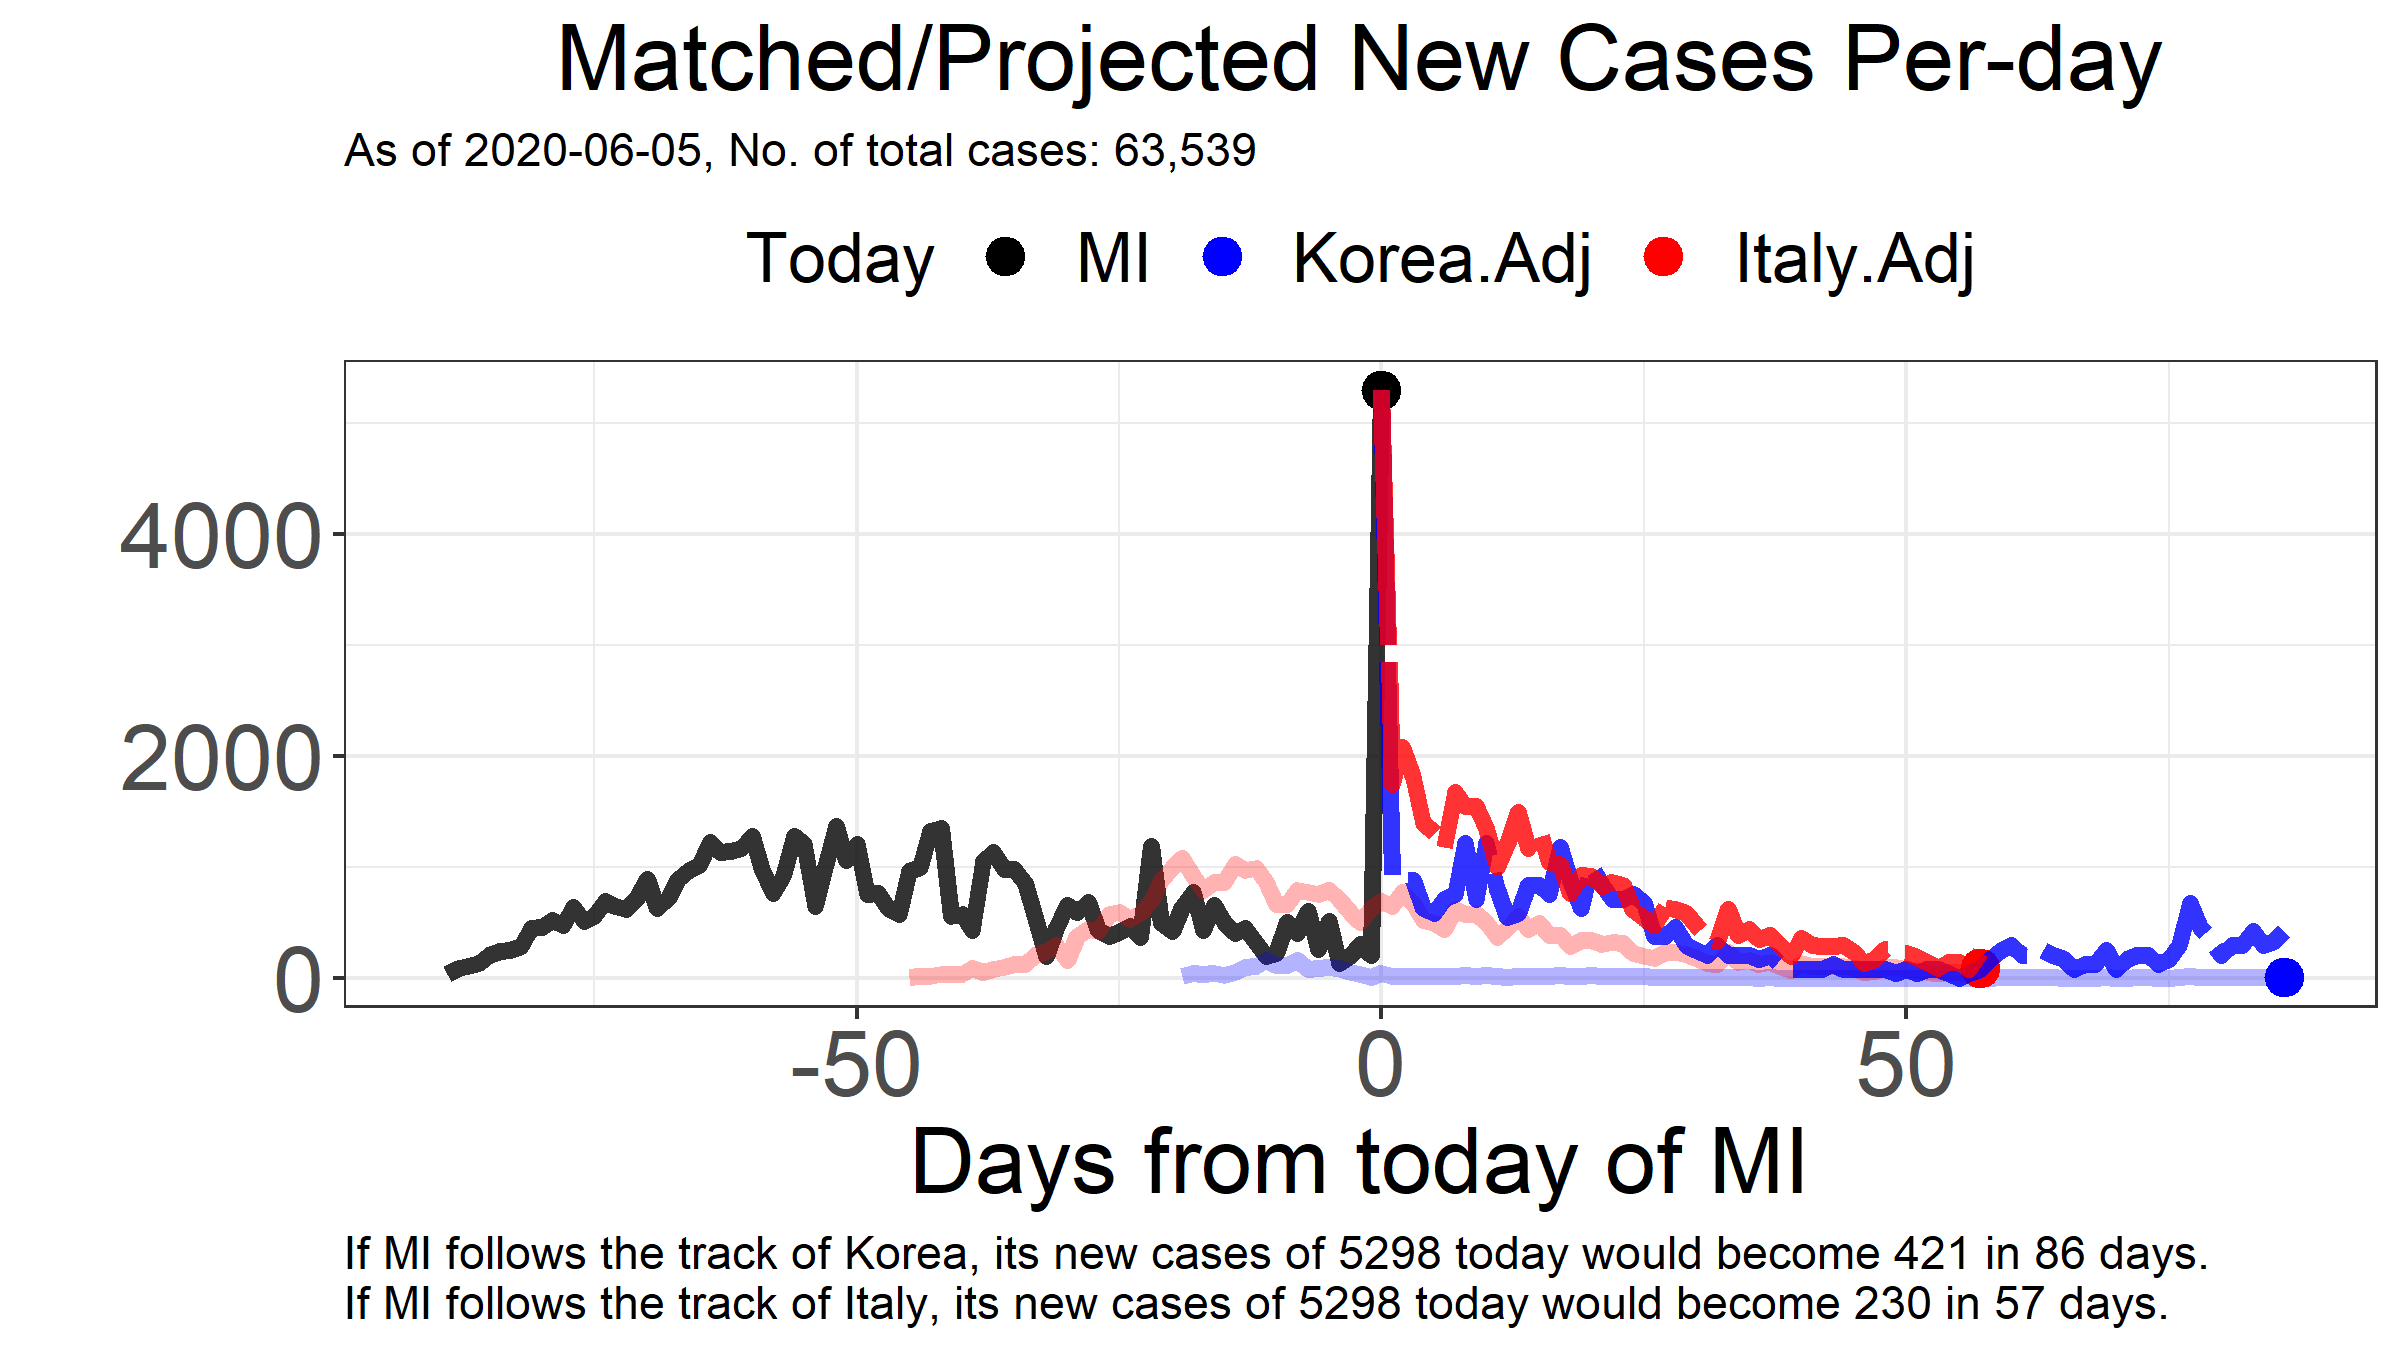 Matched/Projected New Cases Per-day
As of 2020-06-05, No. of total cases: 63,539
Today MI Korea.Adj Italy.Adj
4000
2000
0
-50 0 50
Days from today of MI
If MI follows the track of Korea, its new cases of 5298 today would become 421 in 86 days.
If MI follows the track of Italy, its new cases of 5298 today would become 230 in 57 days.